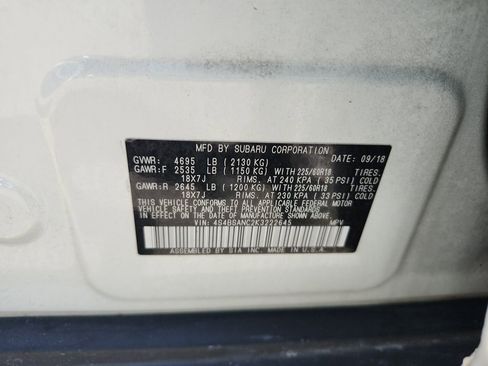 MFD BY SUBARU CORPORATION DATE: 09/18
GVWR: 4695 LB (2130 KG)
GAWR:F 2535 LB (1150 KG) WITH 225/60R18 TIRES.
18X7J RIMS. AT 240 KPA (35 PSI) COLD
GAWR:R 2645 LB (1200 KG) WITH 225/60R18 TIRES.
18X7J RIMS. AT 230 KPA (33 PSI) COLD
THIS VEHICLE CONFORMS TO ALL APPLICABLE FEDERAL MOTOR
VEHICLE SAFETY AND THEFT PREVENTION STANDARDS IN
EFFECT ON THE DATE OF MANUFACTURE SHOWN ABOVE.
VIN: 4S4BSANC2K3222645 MPV
ASSEMBLED BY SIA INC. MADE IN U.S.A.